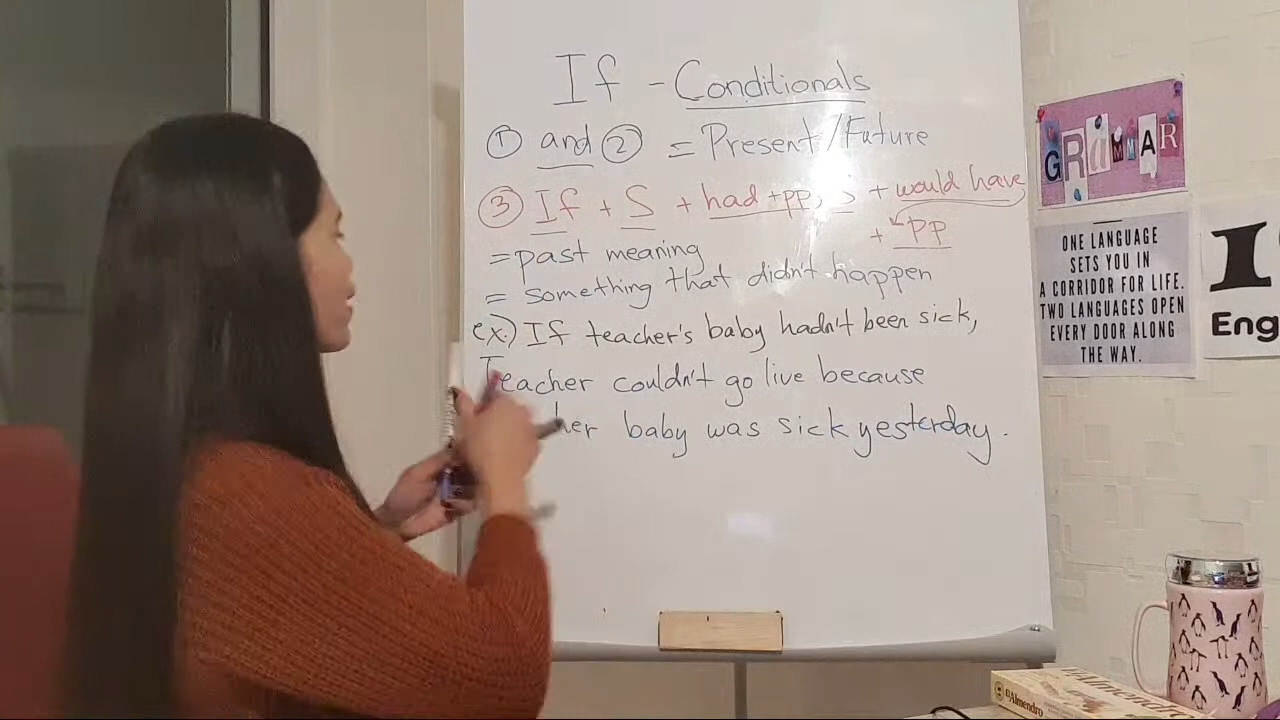 If - Conditionals
① and ② = Present/Future
③ If + S + had + pp, S + would have
+ pp
= past meaning
= something that didn't happen
ex.) If teacher's baby hadn't been sick,
Teacher couldn't go live because
her baby was sick yesterday.
GRAMMAR
ONE LANGUAGE
SETS YOU IN
A CORRIDOR FOR LIFE.
TWO LANGUAGES OPEN
EVERY DOOR ALONG
THE WAY.
I
Eng
elAlmendro